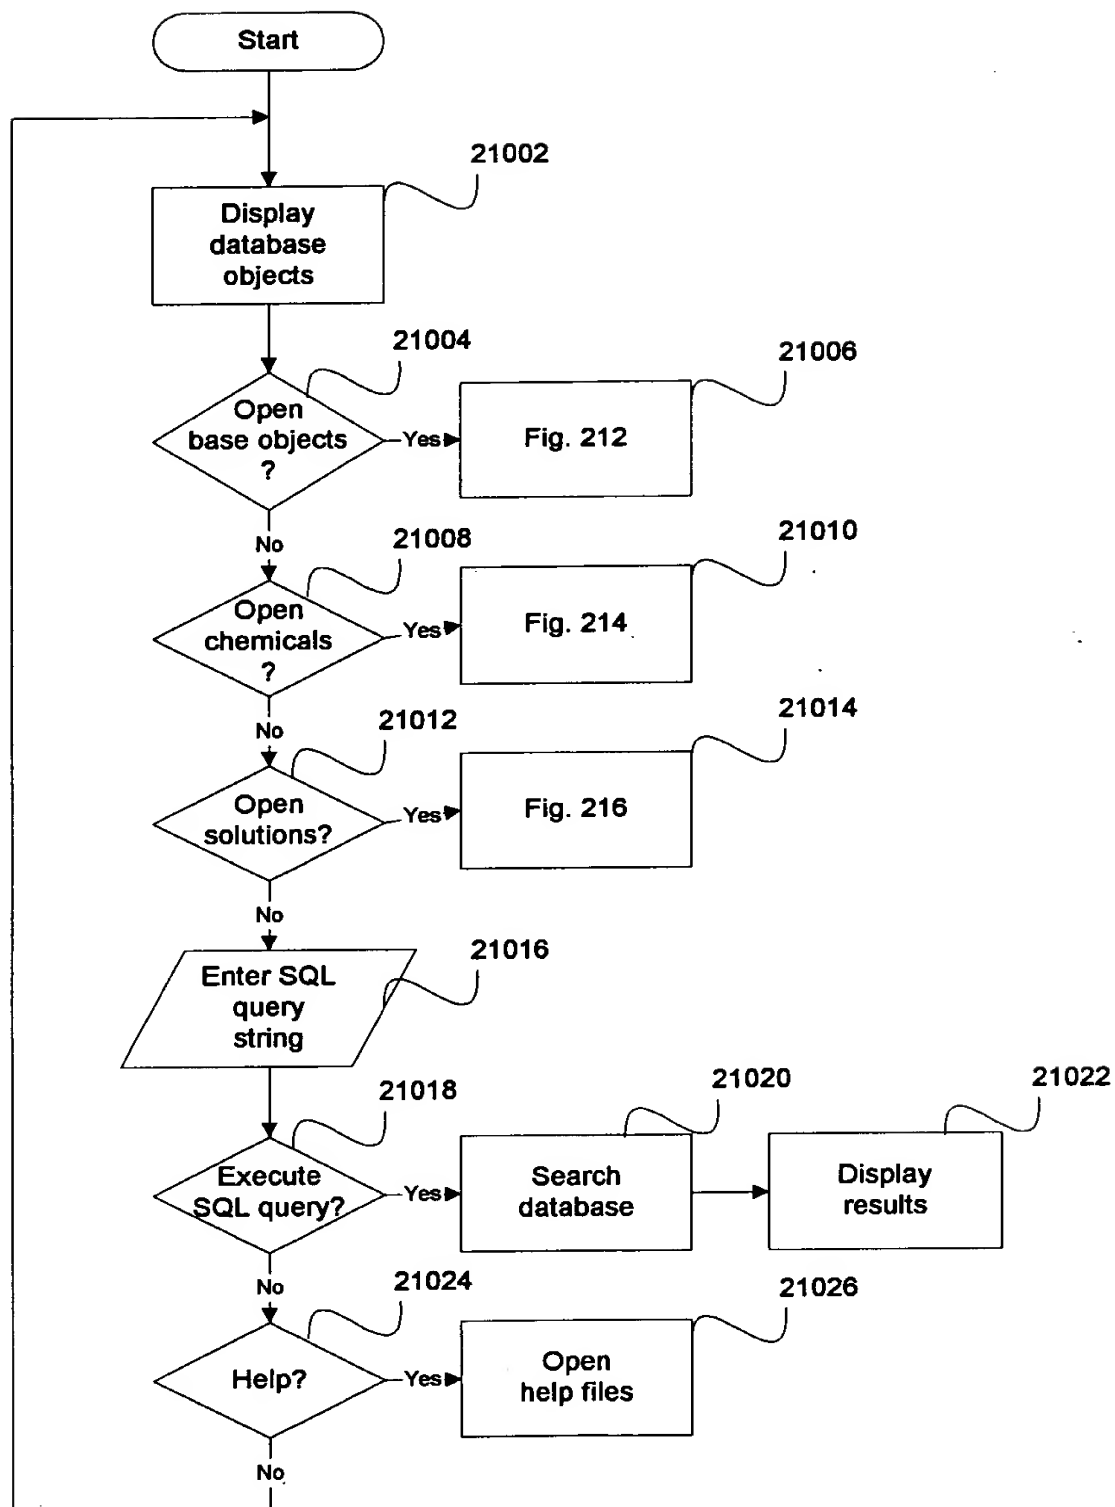 Start
21002
Display
database
objects
21004
21006
Open
base objects
?
Yes
Fig. 212
No
21008
21010
Open
chemicals
?
Yes
Fig. 214
No
21012
21014
Open
solutions?
Yes
Fig. 216
No
21016
Enter SQL
query
string
21018
21020
21022
Execute
SQL query?
Yes
Search
database
Display
results
No
21024
21026
Help?
Yes
Open
help files
No